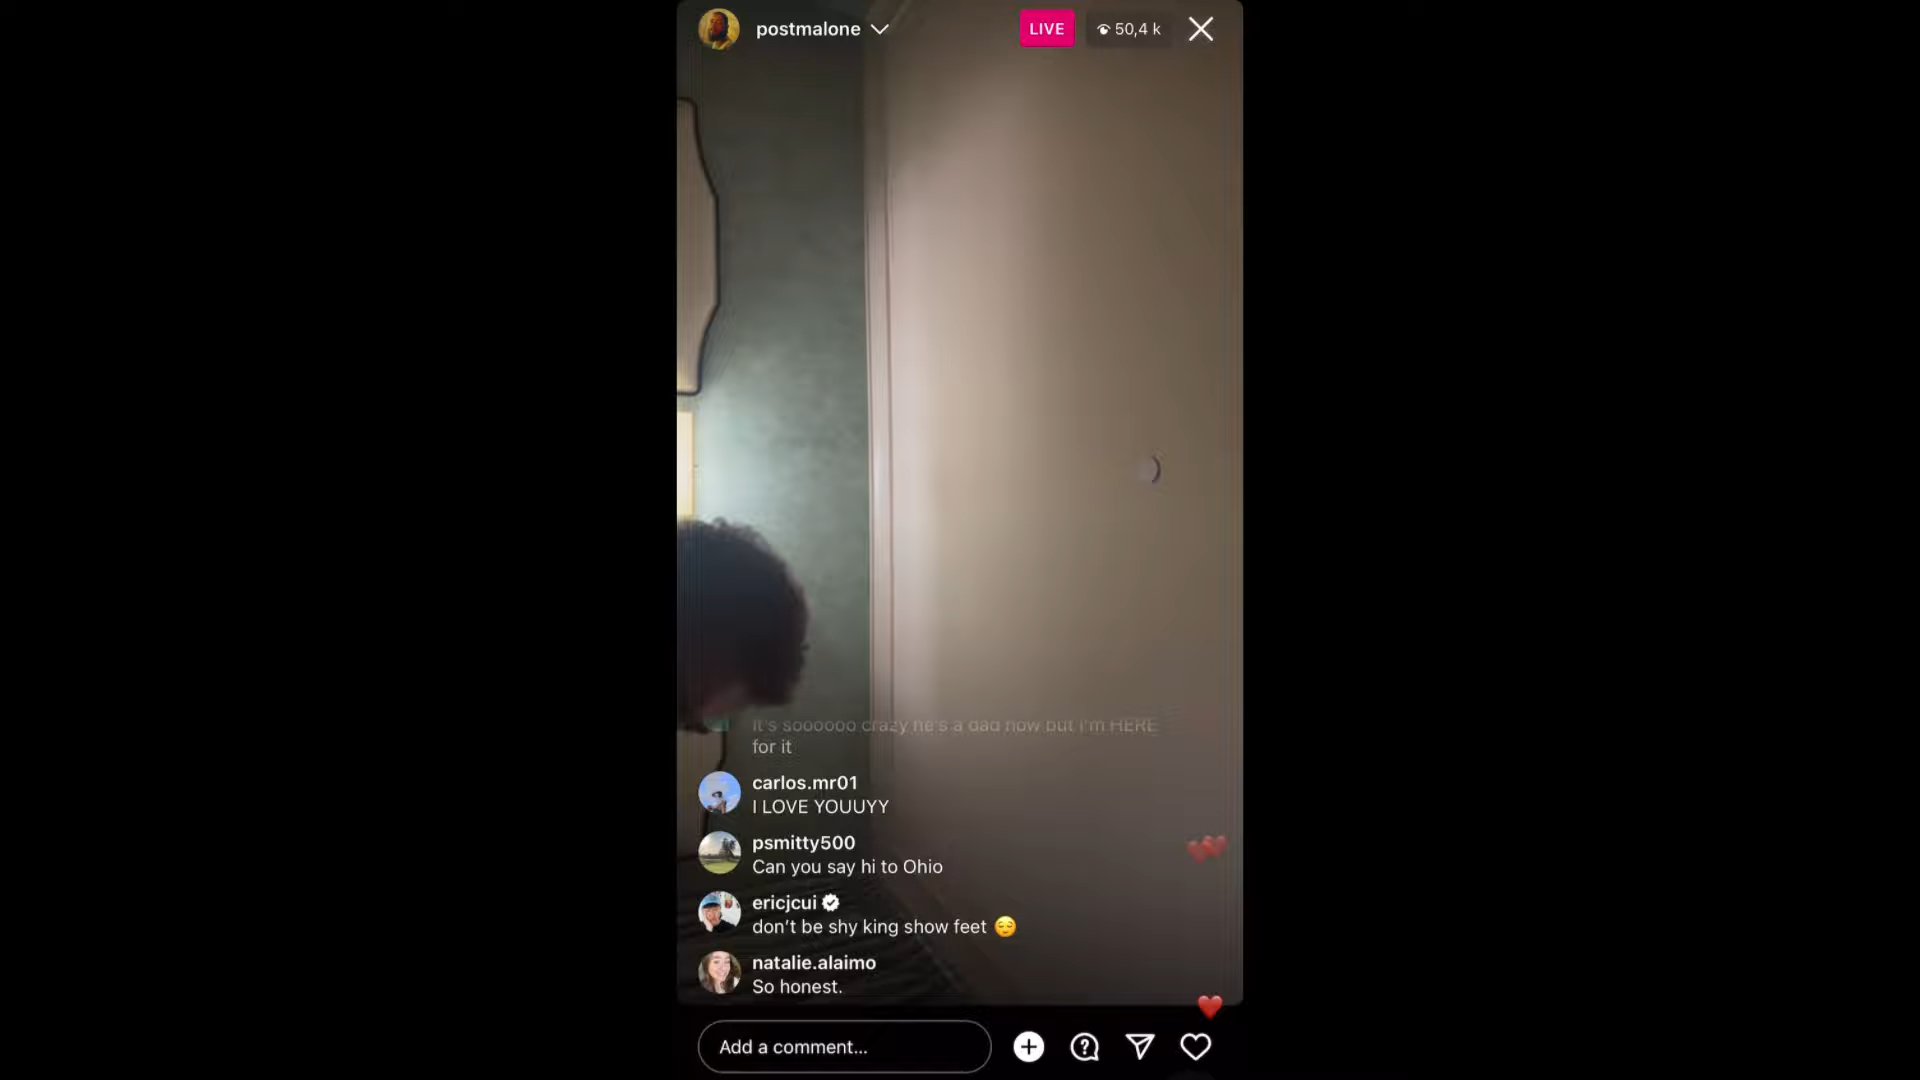 postmalone
LIVE
50,4 k
It's soooooo crazy he's a dad now but I'm HERE
for it
carlos.mr01
I LOVE YOUUYY
psmitty500
Can you say hi to Ohio
ericjcui
don't be shy king show feet 😌
natalie.alaimo
So honest.
Add a comment...